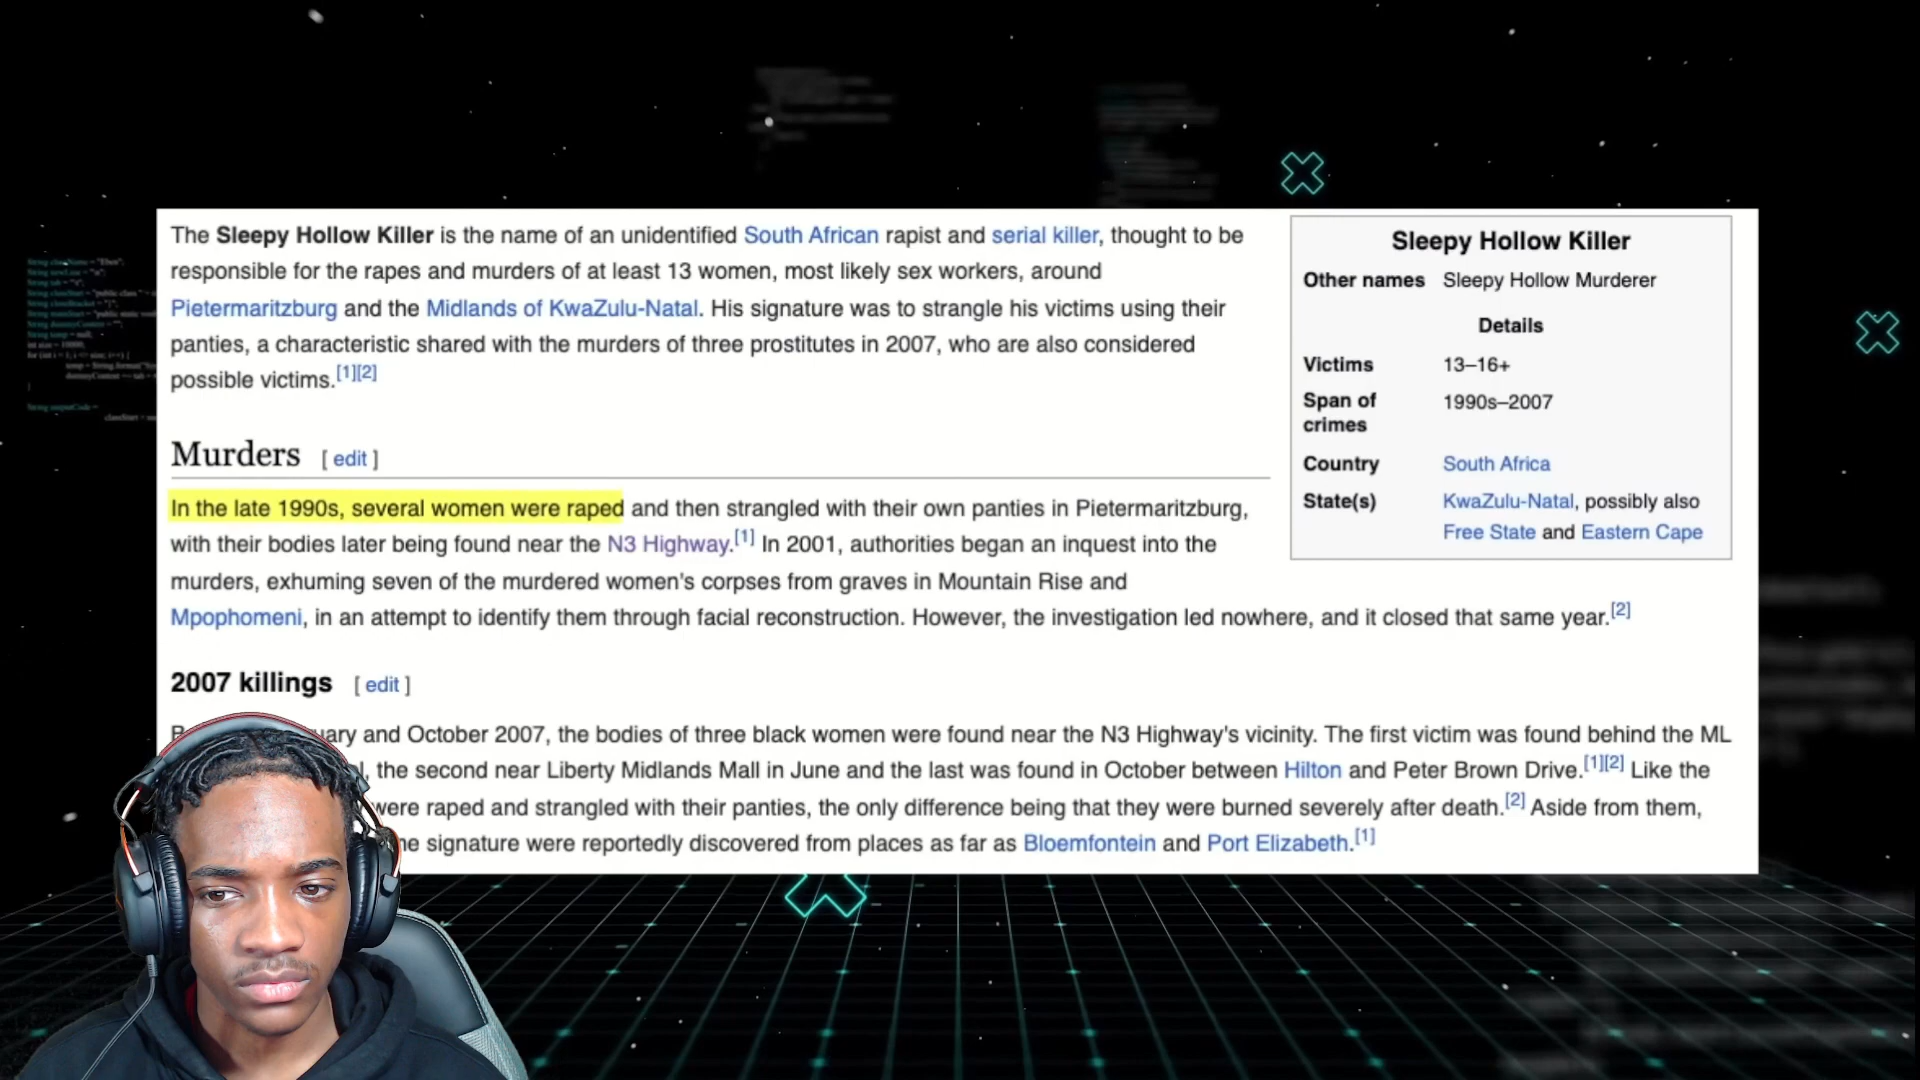 The Sleepy Hollow Killer is the name of an unidentified South African rapist and serial killer, thought to be
responsible for the rapes and murders of at least 13 women, most likely sex workers, around
Pietermaritzburg and the Midlands of KwaZulu-Natal. His signature was to strangle his victims using their
panties, a characteristic shared with the murders of three prostitutes in 2007, who are also considered
possible victims.[1][2]
Sleepy Hollow Killer
Other names Sleepy Hollow Murderer
Details
Victims 13–16+
Span of crimes 1990s–2007
Country South Africa
State(s) KwaZulu-Natal, possibly also
Free State and Eastern Cape
Murders [ edit ]
In the late 1990s, several women were raped and then strangled with their own panties in Pietermaritzburg,
with their bodies later being found near the N3 Highway.[1] In 2001, authorities began an inquest into the
murders, exhuming seven of the murdered women's corpses from graves in Mountain Rise and
Mpophomeni, in an attempt to identify them through facial reconstruction. However, the investigation led nowhere, and it closed that same year.[2]
2007 killings [ edit ]
and October 2007, the bodies of three black women were found near the N3 Highway's vicinity. The first victim was found behind the ML
the second near Liberty Midlands Mall in June and the last was found in October between Hilton and Peter Brown Drive.[1][2] Like the
were raped and strangled with their panties, the only difference being that they were burned severely after death.[2] Aside from them,
signature were reportedly discovered from places as far as Bloemfontein and Port Elizabeth.[1]